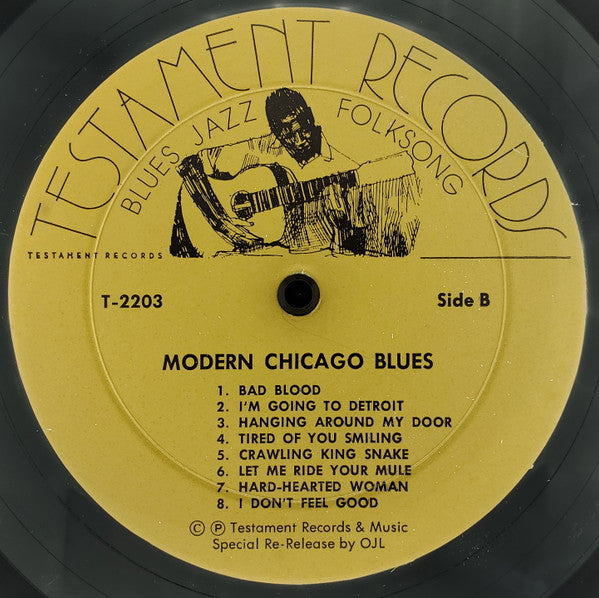 TESTAMENT RECORDS
BLUES JAZZ FOLKSONG
TESTAMENT RECORDS
T-2203
Side B
MODERN CHICAGO BLUES
1. BAD BLOOD
2. I'M GOING TO DETROIT
3. HANGING AROUND MY DOOR
4. TIRED OF YOU SMILING
5. CRAWLING KING SNAKE
6. LET ME RIDE YOUR MULE
7. HARD-HEARTED WOMAN
8. I DON'T FEEL GOOD
© ℗ Testament Records & Music
Special Re-Release by OJL